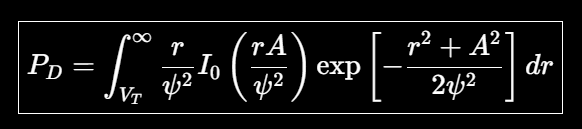 $P_D = \int_{V_T}^{\infty} \frac{r}{\psi^2} I_0 \left( \frac{rA}{\psi^2} \right) \exp \left[ -\frac{r^2 + A^2}{2\psi^2} \right] dr$